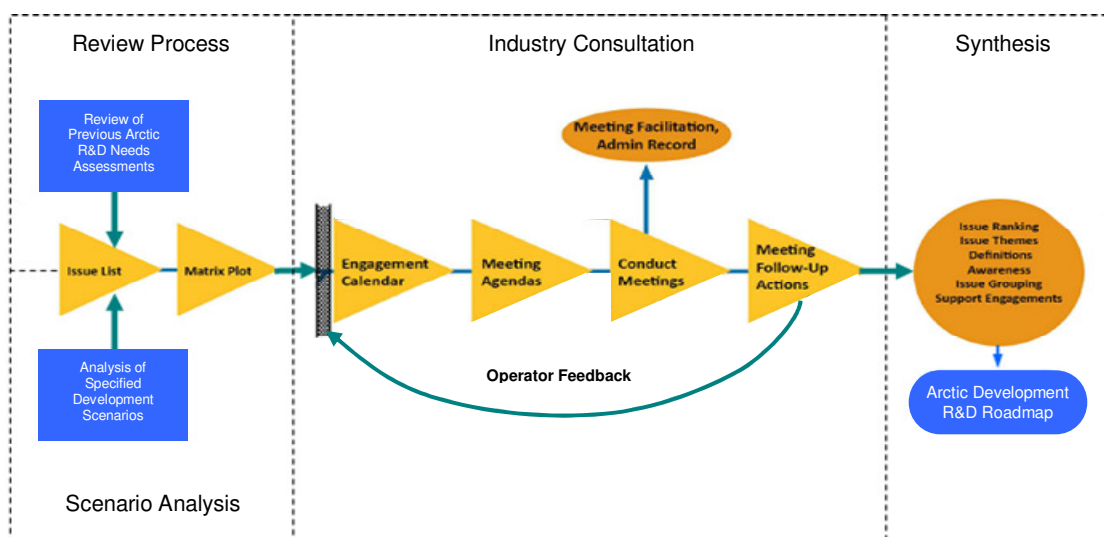 Review Process
Industry Consultation
Synthesis
Review of
Previous Arctic
R&D Needs
Assessments
Meeting Facilitation,
Admin Record
Issue List
Matrix Plot
Engagement
Calendar
Meeting
Agendas
Conduct
Meetings
Meeting
Follow-Up
Actions
Issue Ranking
Issue Themes
Definitions
Awareness
Issue Grouping
Support Engagements
Analysis of
Specified
Development
Scenarios
Operator Feedback
Arctic Development
R&D Roadmap
Scenario Analysis